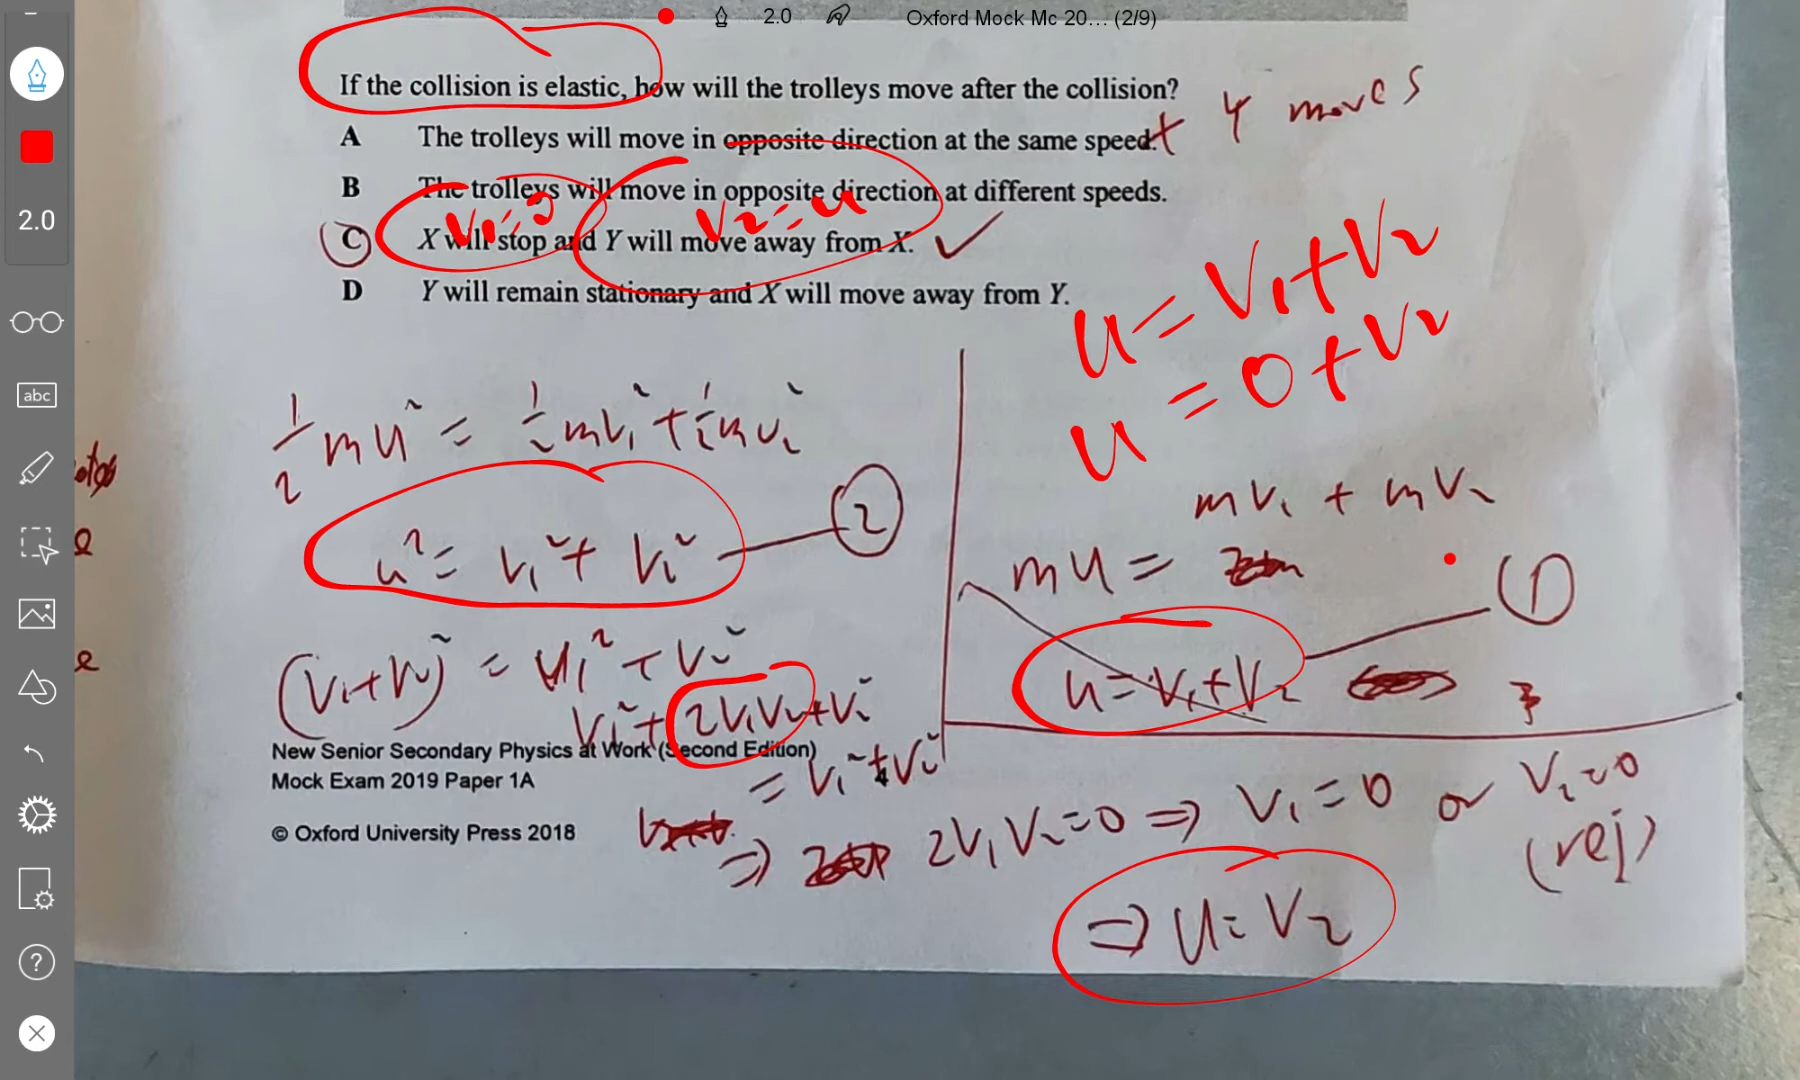 2.0 Oxford Mock Mc 20... (2/9)
2.0
abc
?
If the collision is elastic, how will the trolleys move after the collision?
A The trolleys will move in opposite direction at the same speed.
Y moves
B The trolleys will move in opposite direction at different speeds.
V₁=0 V₂=u
C X will stop and Y will move away from X. ✓
D Y will remain stationary and X will move away from Y.
u=V₁+V₂
u=0+V₂
½mu²=½mv₁²+½mv₂²
u²=v₁²+v₂² ②
mv₁+mv₂
mu=
u=v₁+v₂ ①
(v₁+v₂)²=v₁²+v₂²
v₁²+2v₁v₂+v₂²
=v₁²+v₂²
New Senior Secondary Physics at Work (Second Edition)
Mock Exam 2019 Paper 1A
© Oxford University Press 2018
⇒ 2v₁v₂=0 ⇒ v₁=0 or v₂=0
(rej)
⇒ u=v₂